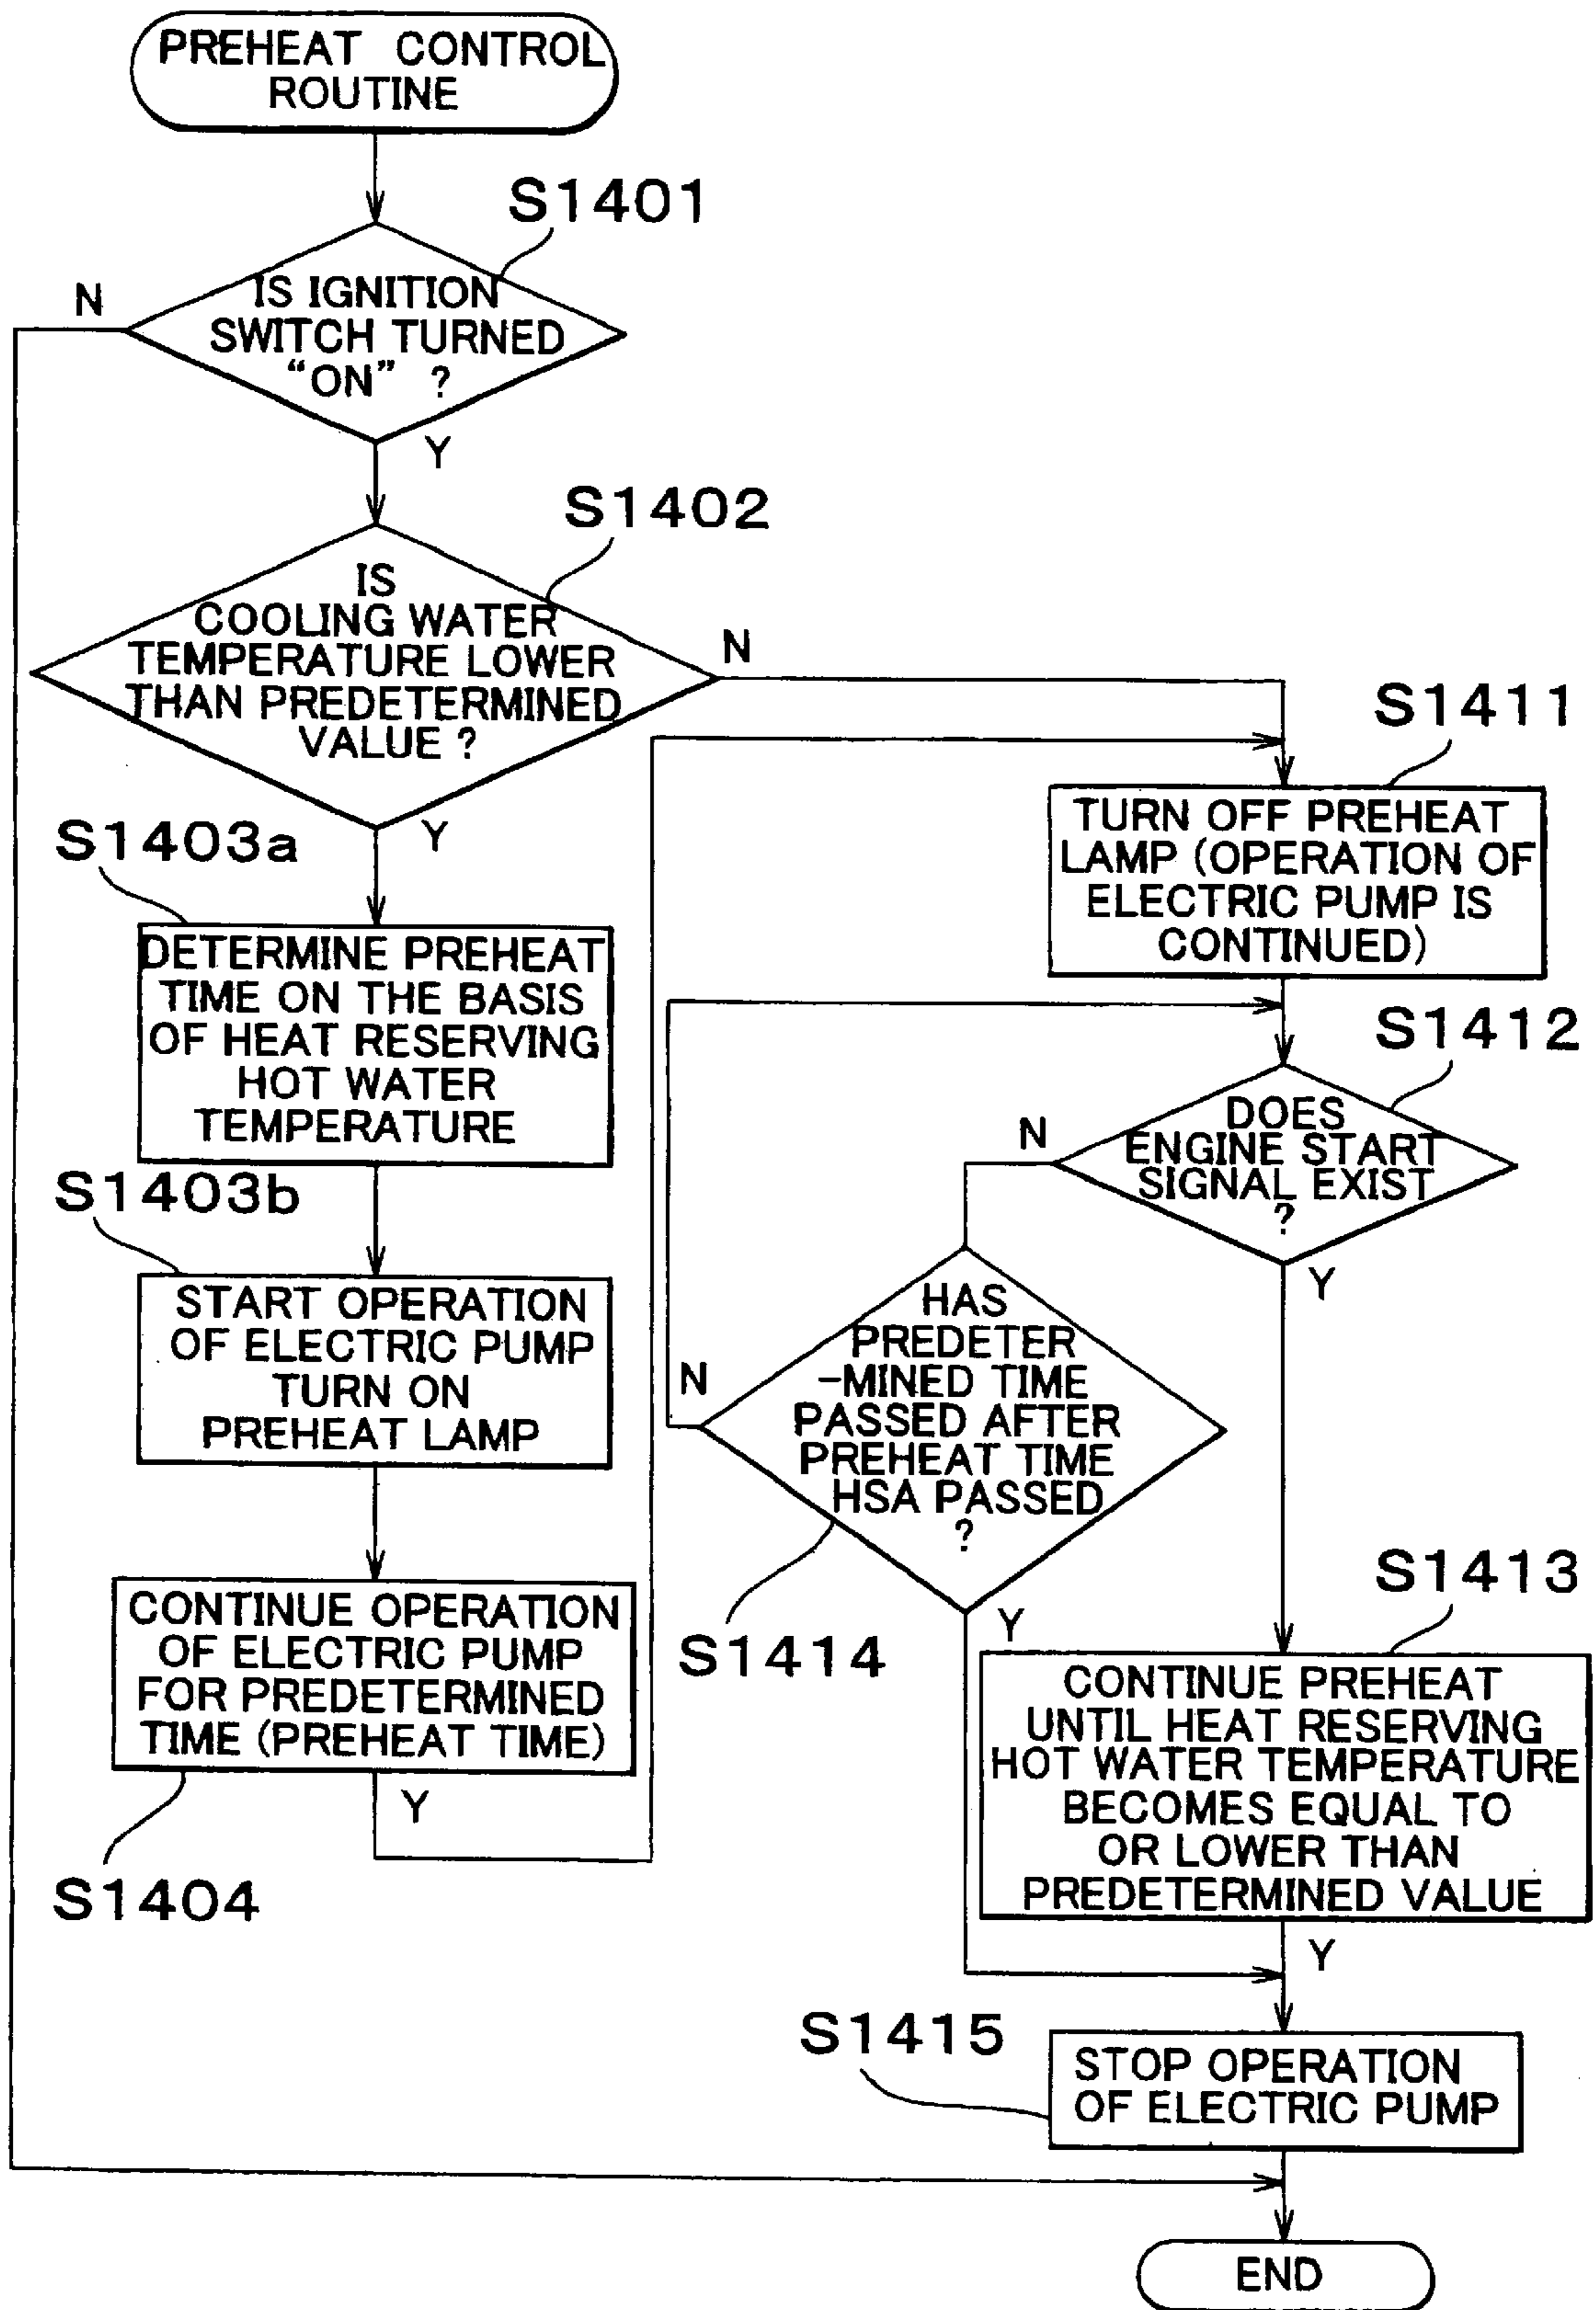 PREHEAT CONTROL
ROUTINE
S1401
N
IS IGNITION
SWITCH TURNED
“ON” ?
Y
S1402
IS
COOLING WATER
TEMPERATURE LOWER
THAN PREDETERMINED
VALUE ?
N
Y
S1403a
DETERMINE PREHEAT
TIME ON THE BASIS
OF HEAT RESERVING
HOT WATER
TEMPERATURE
S1403b
START OPERATION
OF ELECTRIC PUMP
TURN ON
PREHEAT LAMP
CONTINUE OPERATION
OF ELECTRIC PUMP
FOR PREDETERMINED
TIME (PREHEAT TIME)
Y
S1404
S1411
TURN OFF PREHEAT
LAMP (OPERATION OF
ELECTRIC PUMP IS
CONTINUED)
S1412
N
DOES
ENGINE START
SIGNAL EXIST
?
Y
HAS
PREDETER
-MINED TIME
PASSED AFTER
PREHEAT TIME
HSA PASSED
?
N
Y
S1414
S1413
CONTINUE PREHEAT
UNTIL HEAT RESERVING
HOT WATER TEMPERATURE
BECOMES EQUAL TO
OR LOWER THAN
PREDETERMINED VALUE
Y
S1415
STOP OPERATION
OF ELECTRIC PUMP
END